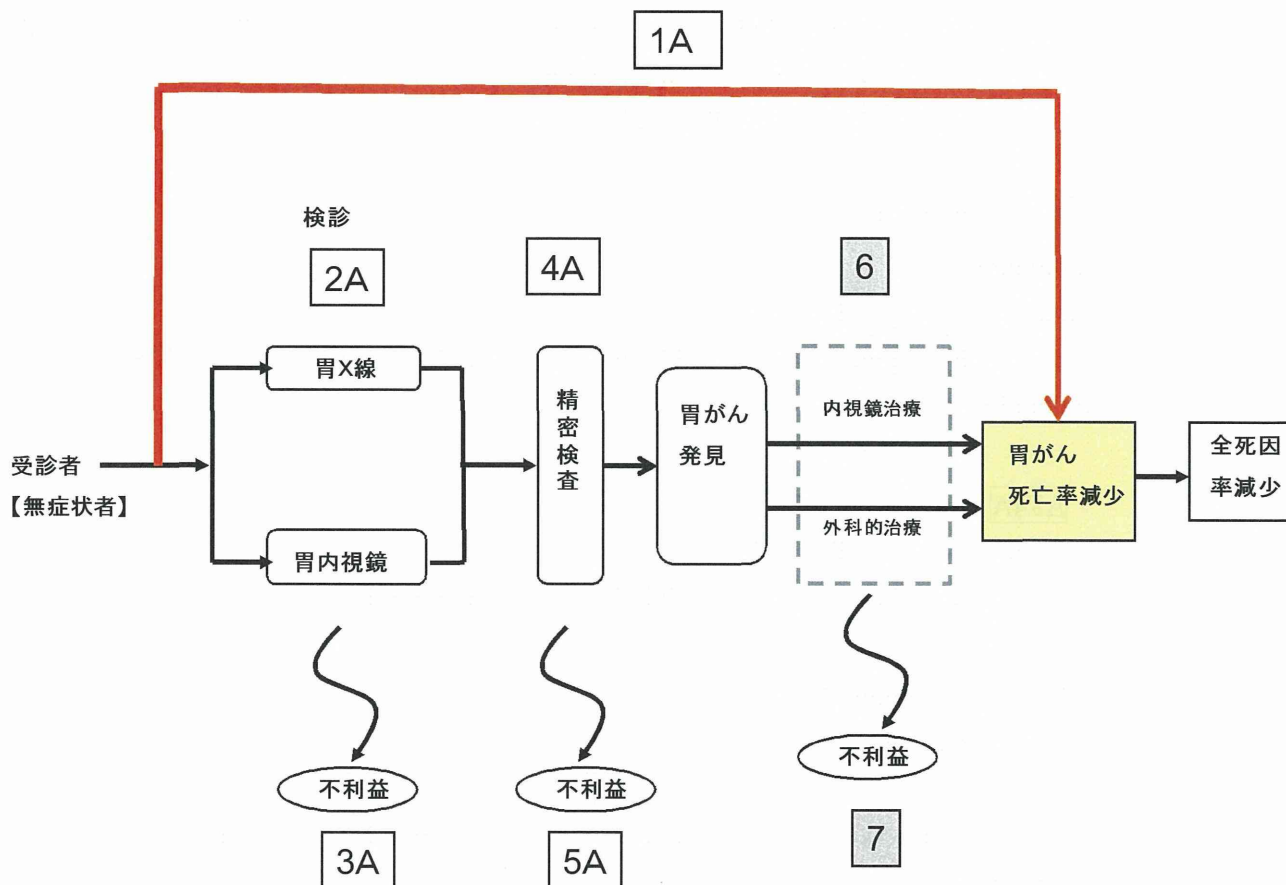 1A
検診
2A
4A
6
胃X線
胃内視鏡
受診者
【無症状者】
精密検査
胃がん
発見
内視鏡治療
外科的治療
胃がん
死亡率減少
全死因
率減少
不利益
不利益
不利益
3A
5A
7